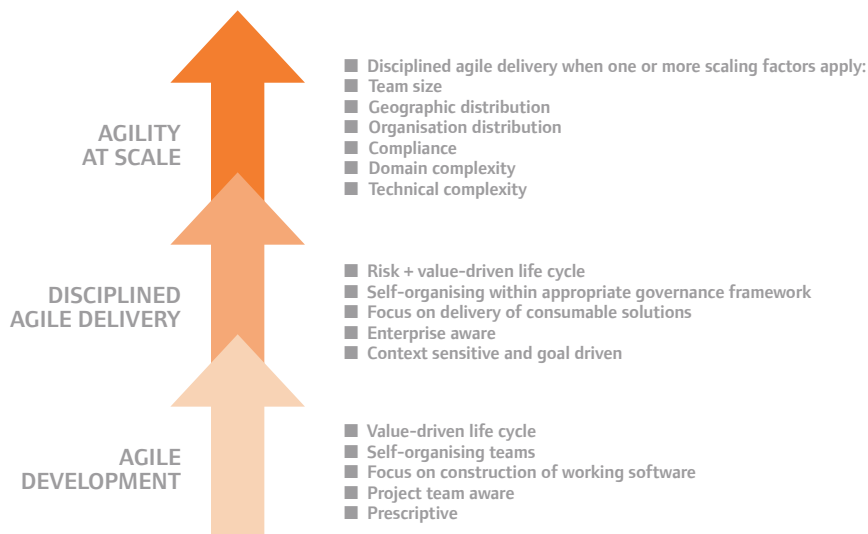 AGILITY
AT SCALE
■ Disciplined agile delivery when one or more scaling factors apply:
■ Team size
■ Geographic distribution
■ Organisation distribution
■ Compliance
■ Domain complexity
■ Technical complexity
DISCIPLINED
AGILE DELIVERY
■ Risk + value-driven life cycle
■ Self-organising within appropriate governance framework
■ Focus on delivery of consumable solutions
■ Enterprise aware
■ Context sensitive and goal driven
AGILE
DEVELOPMENT
■ Value-driven life cycle
■ Self-organising teams
■ Focus on construction of working software
■ Project team aware
■ Prescriptive